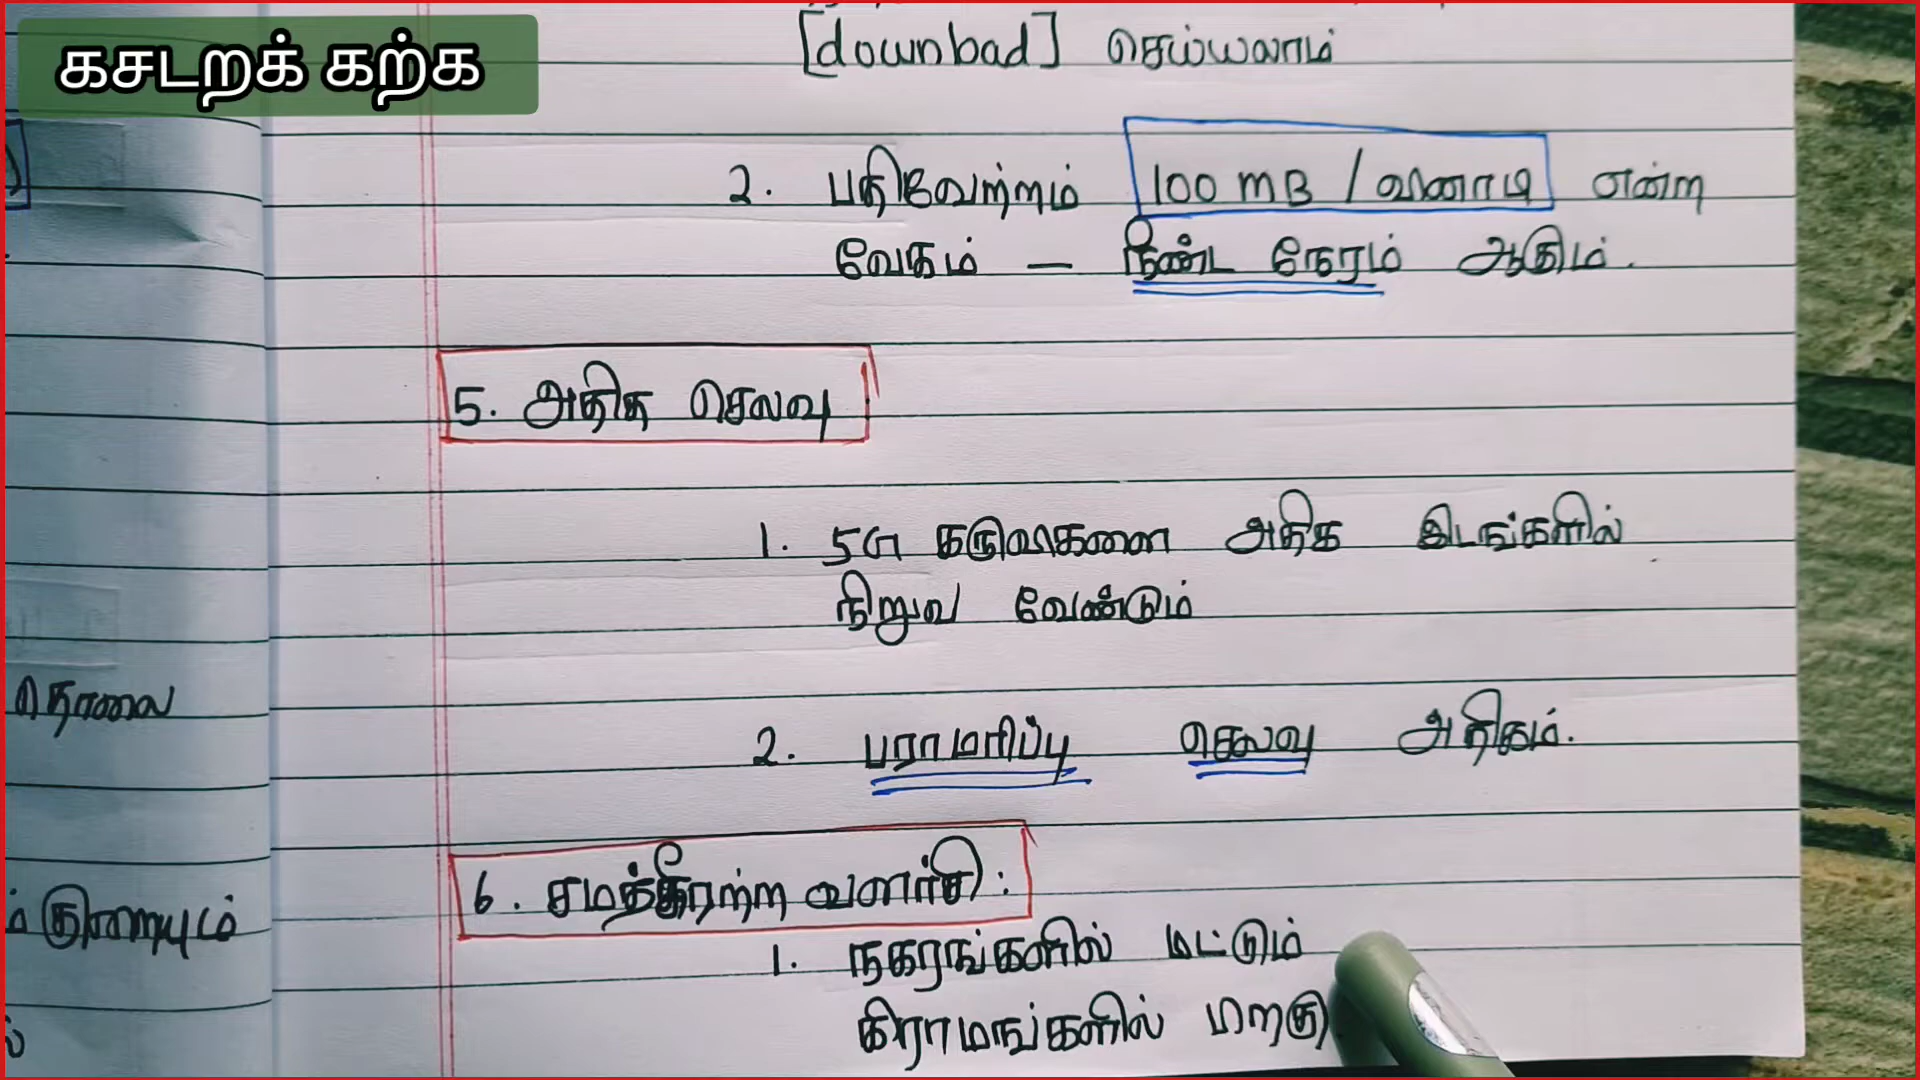 கசடறக் கற்க
[download] செய்யலாம்
2. பதிவேற்றம் 100 MB / வினாடி என்ற
வேகம் — நீண்ட நேரம் ஆகும்.
5. அதிக செலவு
1. 5G கருவிகளை அதிக இடங்களில்
நிறுவ வேண்டும்
2. பராமரிப்பு செலவு அதிகம்.
6. சமத்தீரற்ற வளர்சி :
1. நகரங்களில் மட்டும்
கிராமங்களில் பிறகு
தொலை